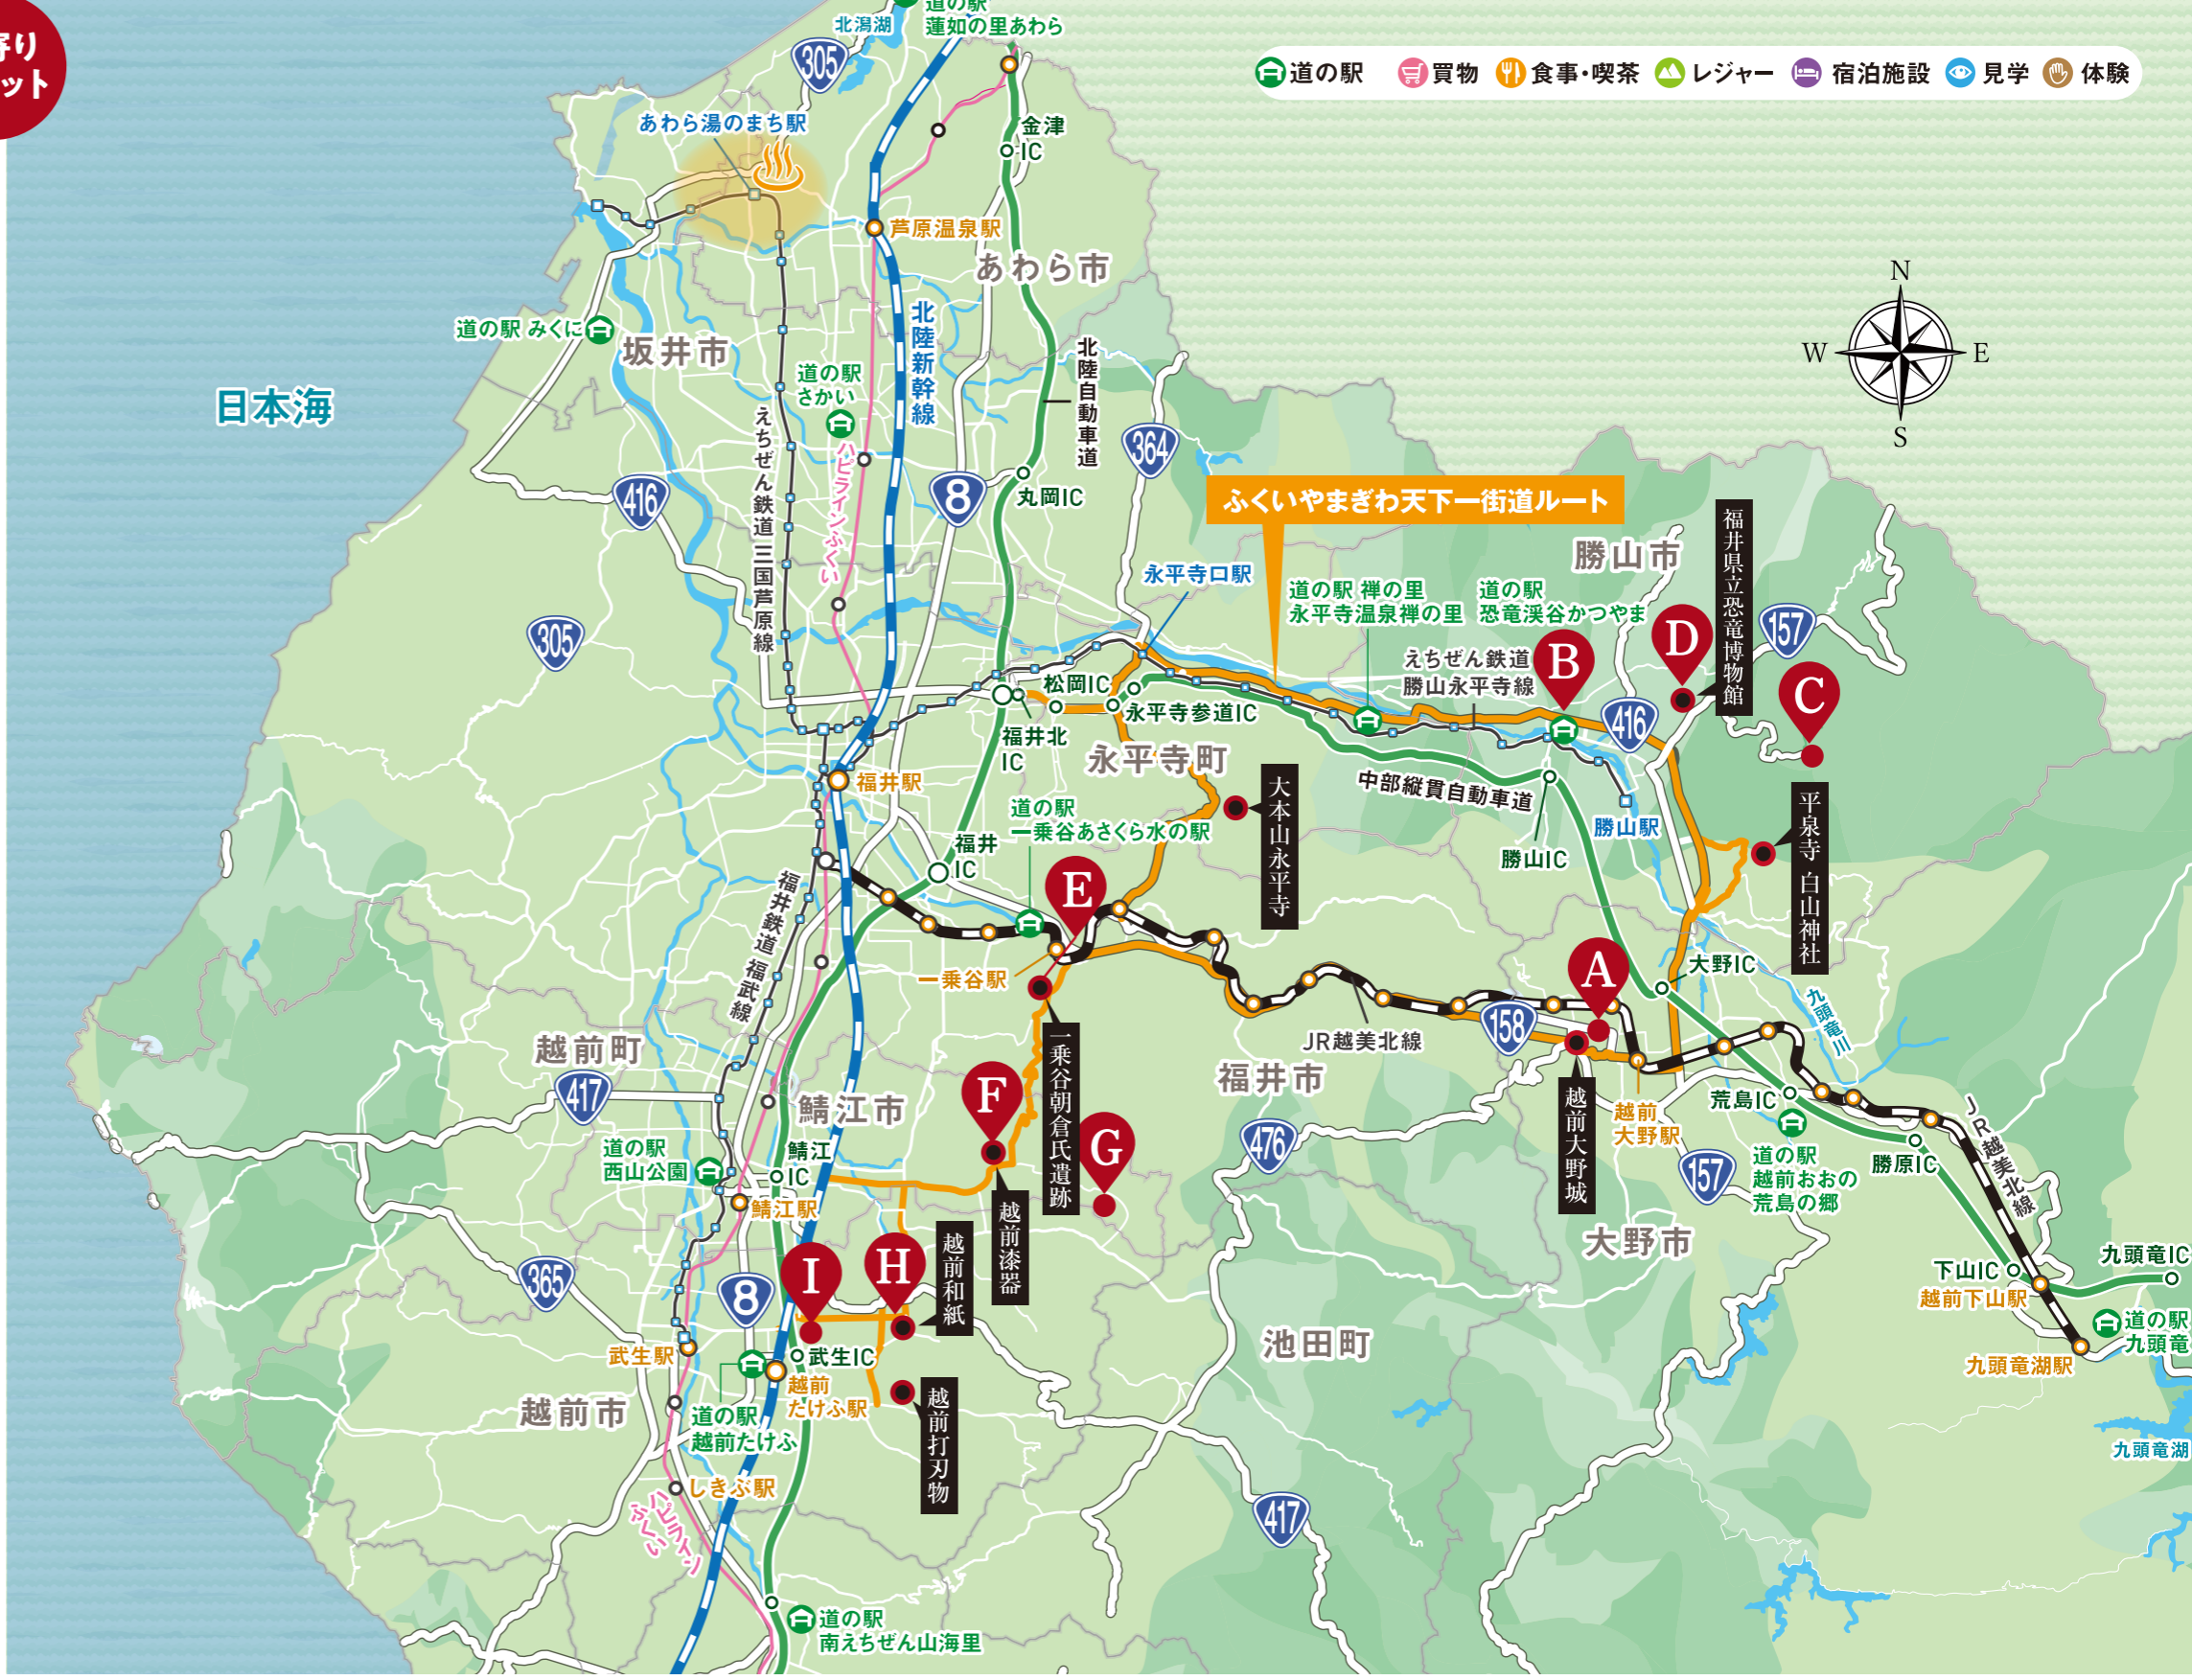 寄り
ット
道の駅
蓮如の里あわら
北潟湖
305
道の駅
買物
食事・喫茶
レジャー
宿泊施設
見学
体験
あわら湯のまち駅
金津
IC
芦原温泉駅
あわら市
N
W
E
S
道の駅 みくに
坂井市
北陸新幹線
北陸自動車道
道の駅
さかい
日本海
えちぜん鉄道 三国芦原線
ハピラインふくい
364
416
8
丸岡IC
ふくいやまぎわ天下一街道ルート
福井県立恐竜博物館
勝山市
永平寺口駅
道の駅 禅の里
永平寺温泉禅の里
道の駅
恐竜渓谷かつやま
305
157
D
B
C
えちぜん鉄道
勝山永平寺線
松岡IC
永平寺参道IC
416
福井北
IC
永平寺町
福井駅
大本山永平寺
中部縦貫自動車道
勝山駅
勝山IC
平泉寺 白山神社
道の駅
一乗谷あさくら水の駅
福井
IC
E
福井鉄道 福武線
一乗谷駅
A
大野IC
九頭竜川
158
JR越美北線
一乗谷朝倉氏遺跡
越前町
417
福井市
鯖江市
F
G
476
越前大野城
越前
大野駅
荒島IC
157
道の駅
越前おおの
荒島の郷
JR越美北線
勝原IC
道の駅
西山公園
鯖江
IC
鯖江駅
越前漆器
越前和紙
大野市
I
H
365
8
下山IC
九頭竜IC
越前下山駅
道の駅
九頭竜
九頭竜湖駅
池田町
武生駅
武生IC
越前
たけふ駅
越前打刃物
越前市
道の駅
越前たけふ
九頭竜湖
しきぶ駅
ハピライン
ふくい
417
道の駅
南えちぜん山海里